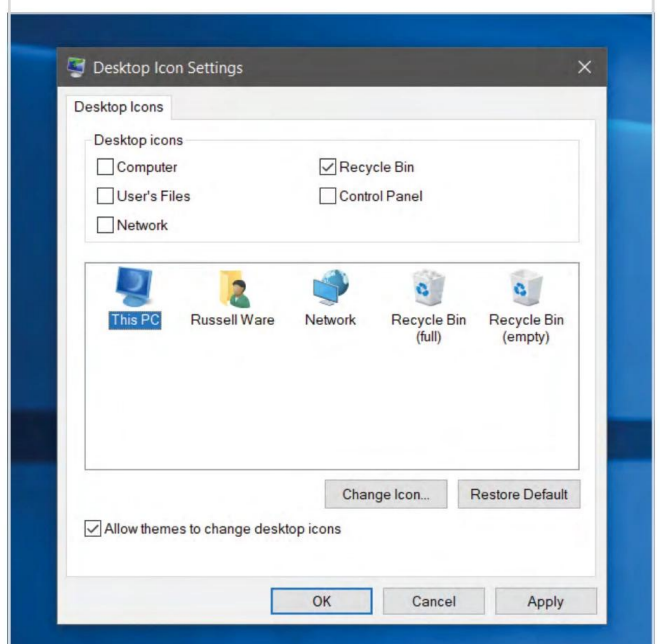 Desktop Icon Settings
Desktop Icons
Desktop icons
Computer
Recycle Bin
User's Files
Control Panel
Network
This PC
Russell Ware
Network
Recycle Bin
(full)
Recycle Bin
(empty)
Change Icon...
Restore Default
Allow themes to change desktop icons
OK
Cancel
Apply